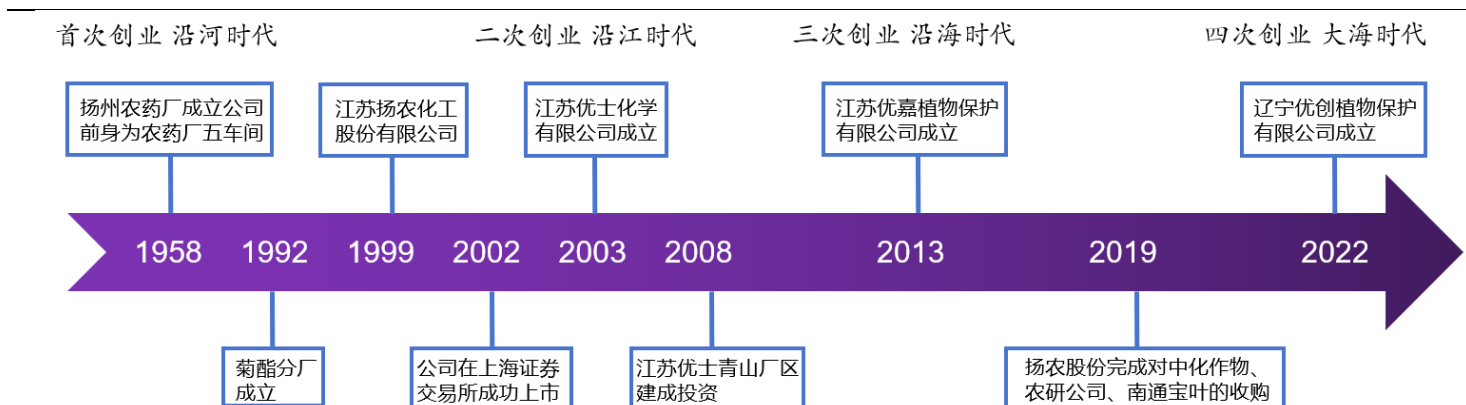 首次创业 沿河时代
二次创业 沿江时代
三次创业 沿海时代
四次创业 大海时代
扬州农药厂成立公司
前身为农药厂五车间
江苏扬农化工
股份有限公司
江苏优士化学
有限公司成立
江苏优嘉植物保护
有限公司成立
辽宁优创植物保护
有限公司成立
1958
1992
1999
2002
2003
2008
2013
2019
2022
菊酯分厂
成立
公司在上海证券
交易所成功上市
江苏优士青山厂区
建成投资
扬农股份完成对中化作物、
农研公司、南通宝叶的收购